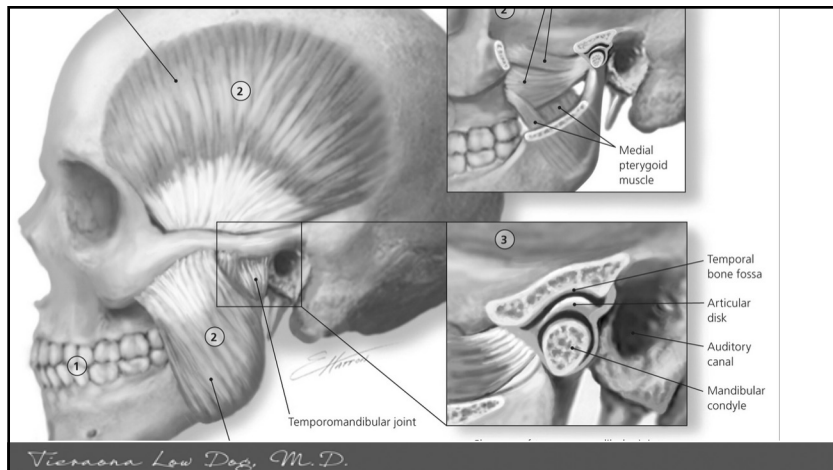 2
2
Medial
pterygoid
muscle
3
Temporal
bone fossa
Articular
disk
Auditory
canal
Mandibular
condyle
1
2
Temporomandibular joint
Tieraona Low Dog, M.D.